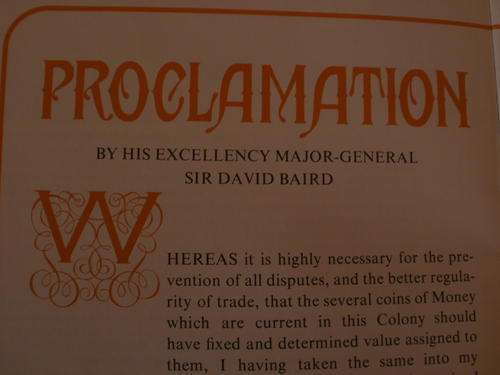 PROCLAMATION
BY HIS EXCELLENCY MAJOR-GENERAL
SIR DAVID BAIRD
WHEREAS it is highly necessary for the pre-
vention of all disputes, and the better regula-
rity of trade, that the several coins of Money
which are current in this Colony should
have fixed and determined value assigned to
them, I having taken the same into my